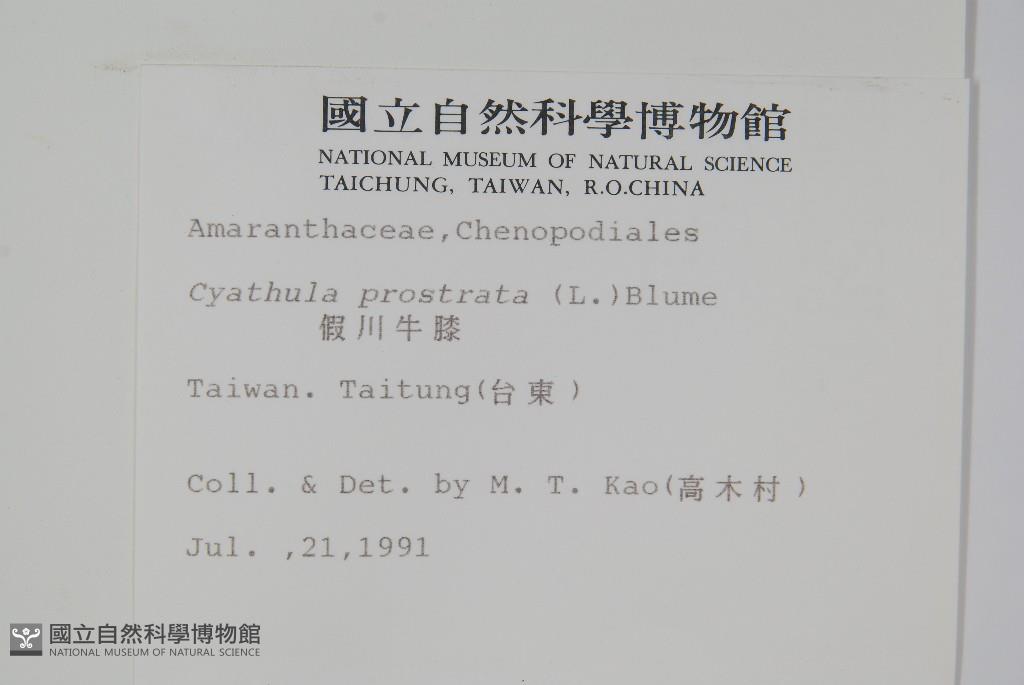 國立自然科學博物館
NATIONAL MUSEUM OF NATURAL SCIENCE
TAICHUNG, TAIWAN, R.O.CHINA
Amaranthaceae,Chenopodiales
Cyathula prostrata (L.)Blume
假川牛膝
Taiwan. Taitung(台東)
Coll. & Det. by M. T. Kao(高木村)
Jul. ,21,1991
國立自然科學博物館
NATIONAL MUSEUM OF NATURAL SCIENCE